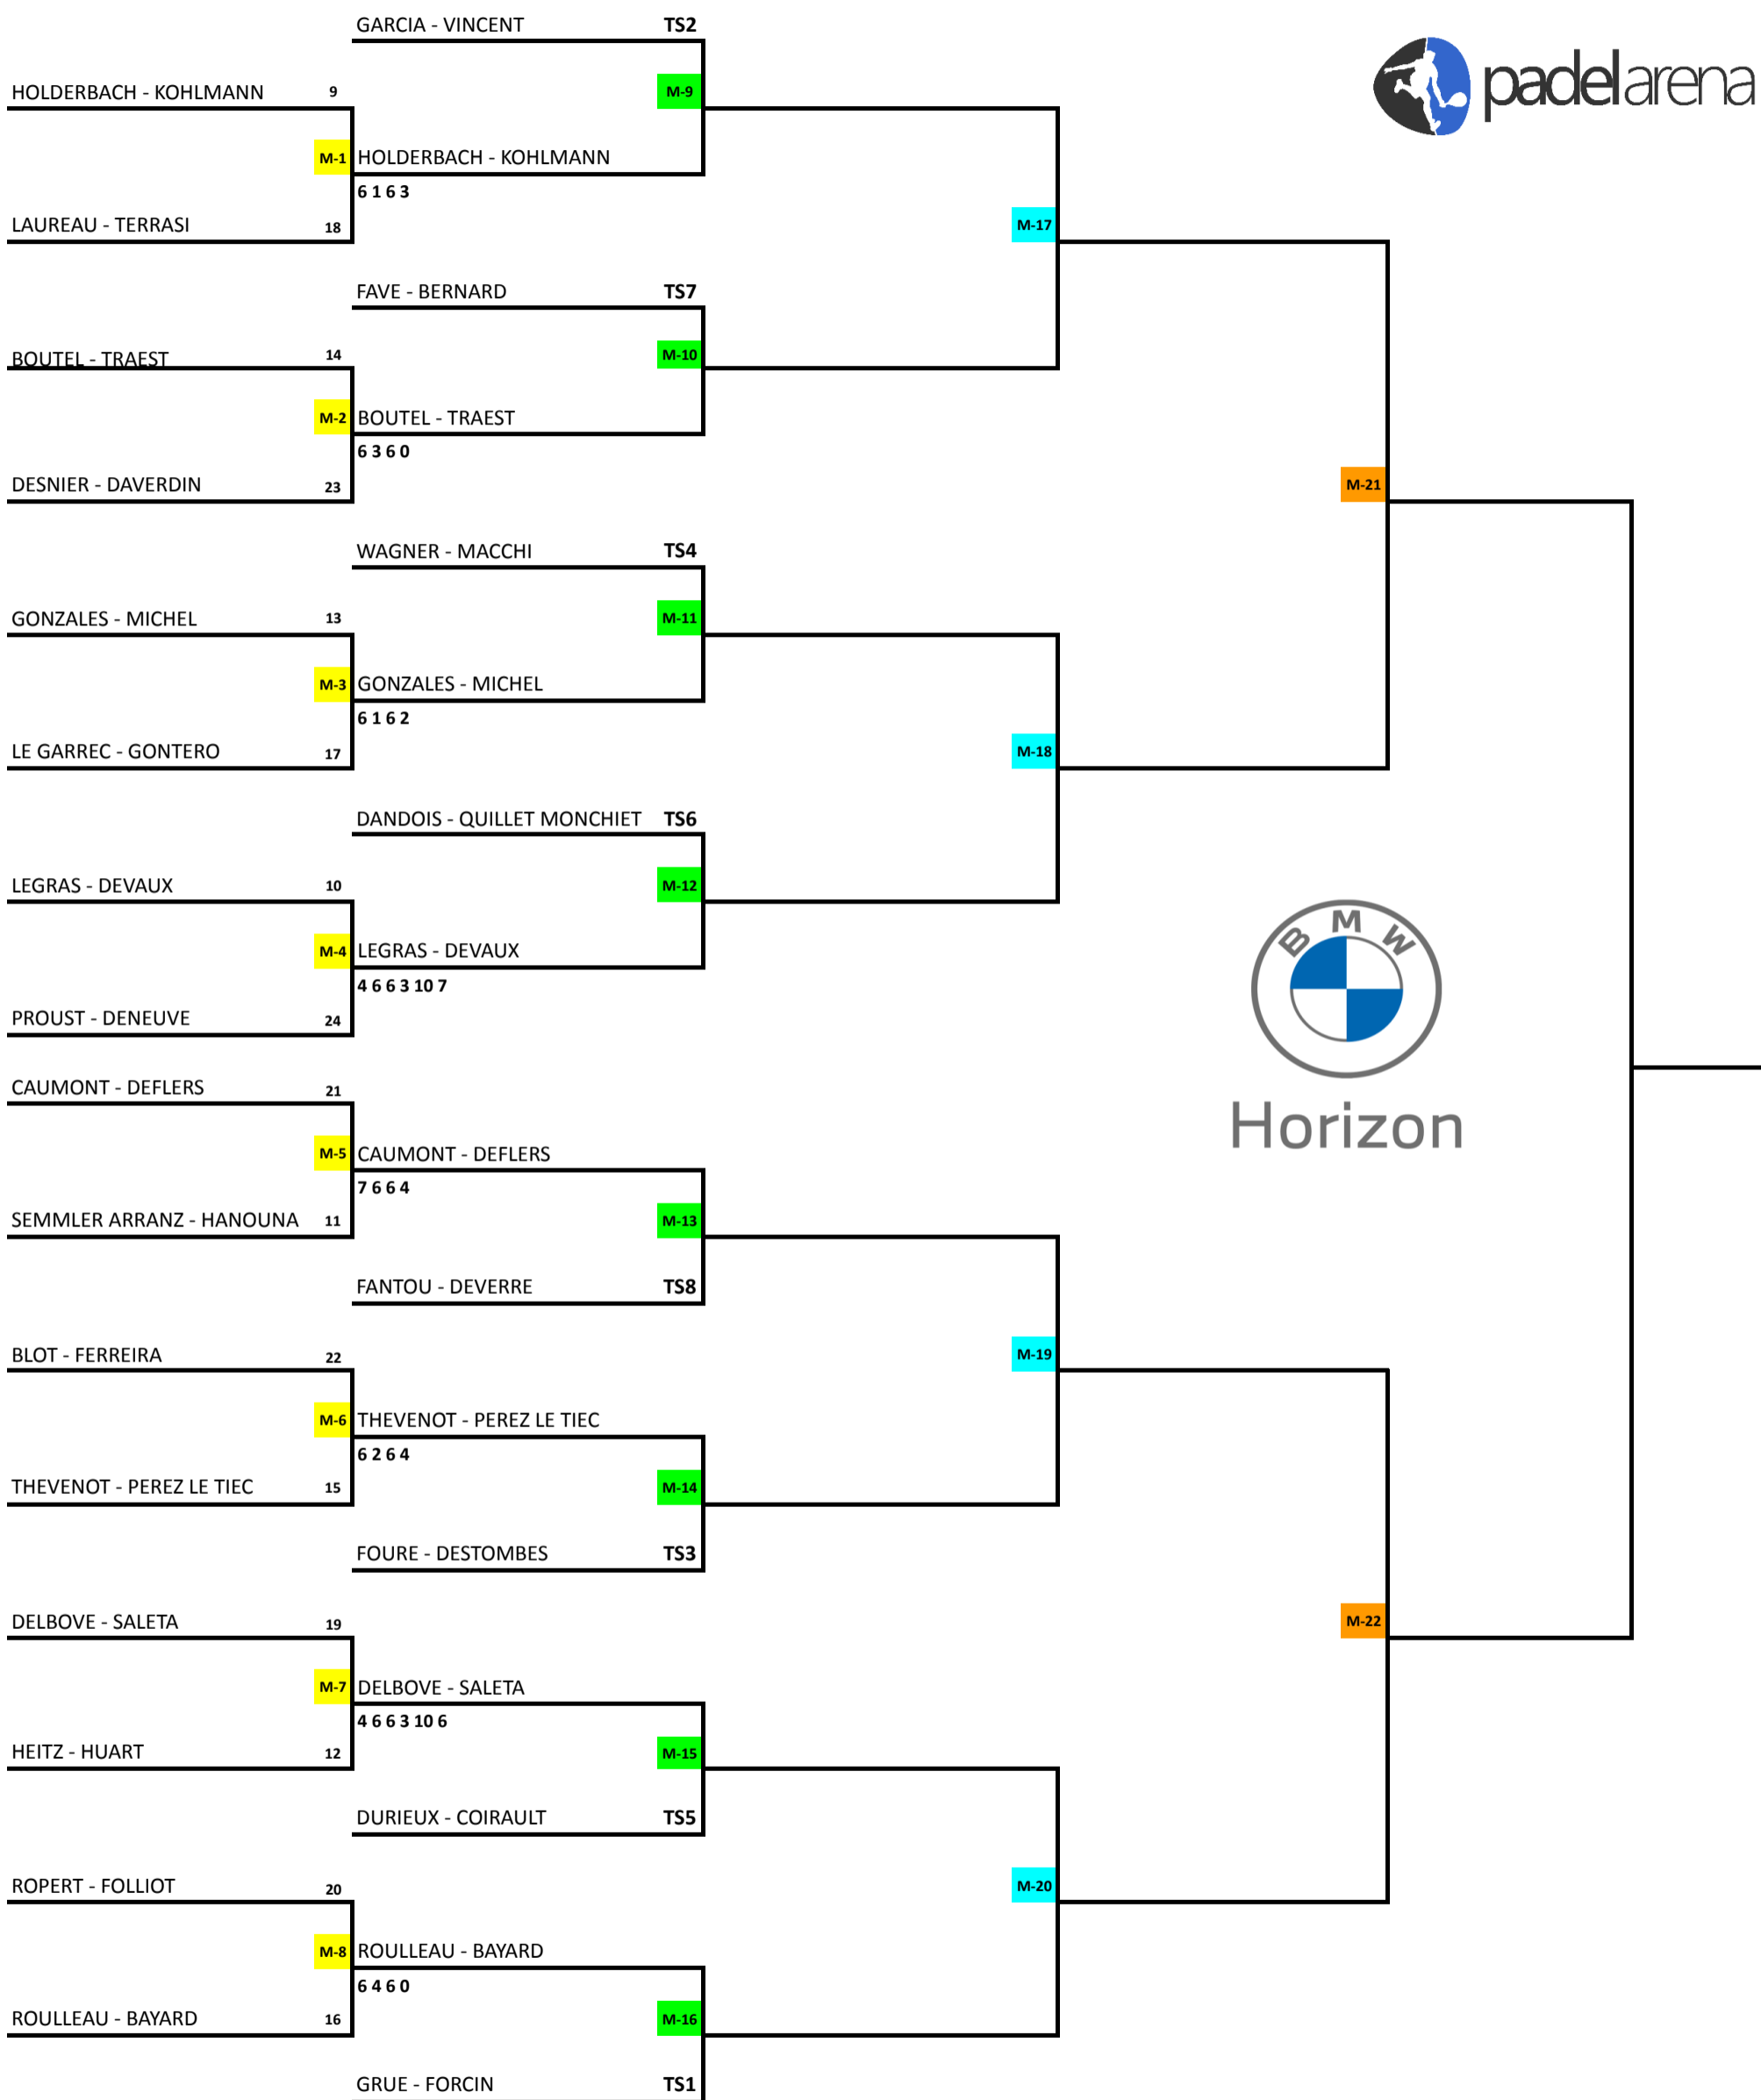 GARCIA - VINCENT TS2
padelarena
HOLDERBACH - KOHLMANN 9
M-9
M-1 HOLDERBACH - KOHLMANN
6 1 6 3
LAUREAU - TERRASI 18
M-17
FAVE - BERNARD TS7
BOUTEL - TRAEST 14
M-10
M-2 BOUTEL - TRAEST
6 3 6 0
DESNIER - DAVERDIN 23
M-21
WAGNER - MACCHI TS4
GONZALES - MICHEL 13
M-11
M-3 GONZALES - MICHEL
6 1 6 2
LE GARREC - GONTERO 17
M-18
DANDOIS - QUILLET MONCHIET TS6
LEGRAS - DEVAUX 10
M-12
BMW
M-4 LEGRAS - DEVAUX
4 6 6 3 10 7
PROUST - DENEUVE 24
CAUMONT - DEFLERS 21
Horizon
M-5 CAUMONT - DEFLERS
7 6 6 4
SEMMLER ARRANZ - HANOUNA 11
M-13
FANTOU - DEVERRE TS8
BLOT - FERREIRA 22
M-19
M-6 THEVENOT - PEREZ LE TIEC
6 2 6 4
THEVENOT - PEREZ LE TIEC 15
M-14
FOURE - DESTOMBES TS3
DELBOVE - SALETA 19
M-22
M-7 DELBOVE - SALETA
4 6 6 3 10 6
HEITZ - HUART 12
M-15
DURIEUX - COIRAULT TS5
ROPERT - FOLLIOT 20
M-20
M-8 ROULLEAU - BAYARD
6 4 6 0
ROULLEAU - BAYARD 16
M-16
GRUE - FORCIN TS1